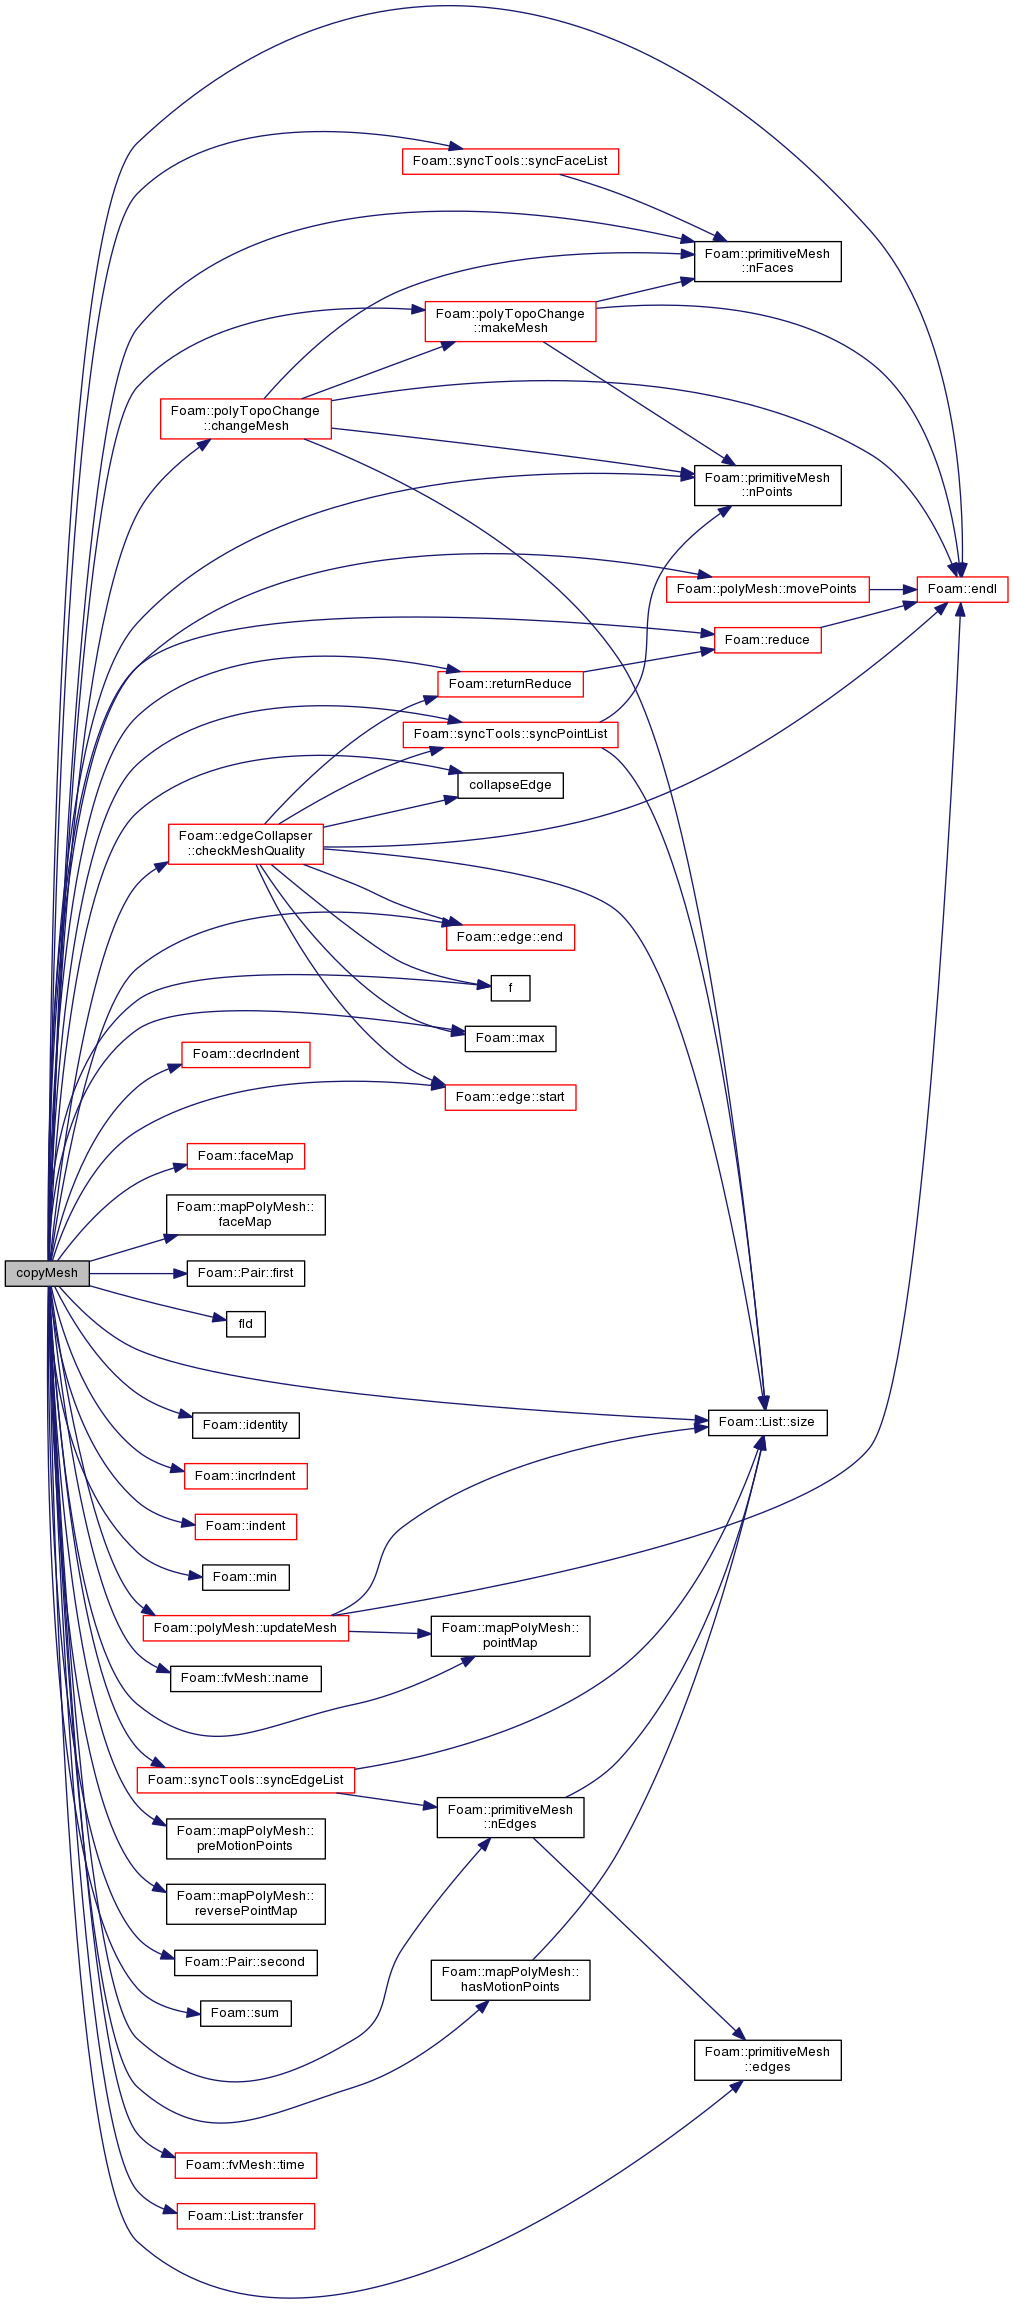 Foam::syncTools::syncFaceList
Foam::primitiveMesh
::nFaces
Foam::polyTopoChange
::makeMesh
Foam::polyTopoChange
::changeMesh
Foam::primitiveMesh
::nPoints
Foam::polyMesh::movePoints
Foam::endl
Foam::reduce
Foam::returnReduce
Foam::syncTools::syncPointList
collapseEdge
Foam::edgeCollapser
::checkMeshQuality
Foam::edge::end
f
Foam::max
Foam::decrIndent
Foam::edge::start
Foam::faceMap
Foam::mapPolyMesh::
faceMap
copyMesh
Foam::Pair::first
fld
Foam::identity
Foam::List::size
Foam::incrIndent
Foam::indent
Foam::min
Foam::polyMesh::updateMesh
Foam::mapPolyMesh::
pointMap
Foam::fvMesh::name
Foam::syncTools::syncEdgeList
Foam::primitiveMesh
::nEdges
Foam::mapPolyMesh::
preMotionPoints
Foam::mapPolyMesh::
reversePointMap
Foam::Pair::second
Foam::mapPolyMesh::
hasMotionPoints
Foam::sum
Foam::primitiveMesh
::edges
Foam::fvMesh::time
Foam::List::transfer